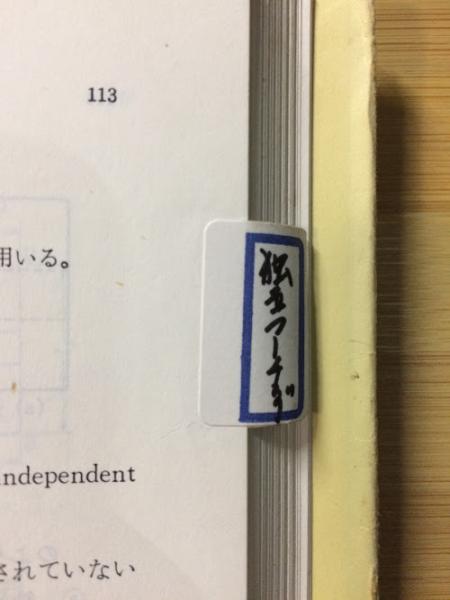 113
用いる。
独立フーチング
independent
されていない